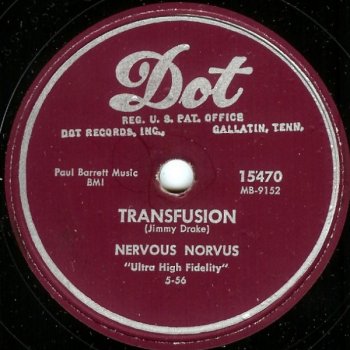 Dot
REG. U. S. PAT. OFFICE
DOT RECORDS, INC., GALLATIN, TENN.
Paul Barrett Music
BMI
15470
MB-9152
TRANSFUSION
(Jimmy Drake)
NERVOUS NORVUS
"Ultra High Fidelity"
5-56